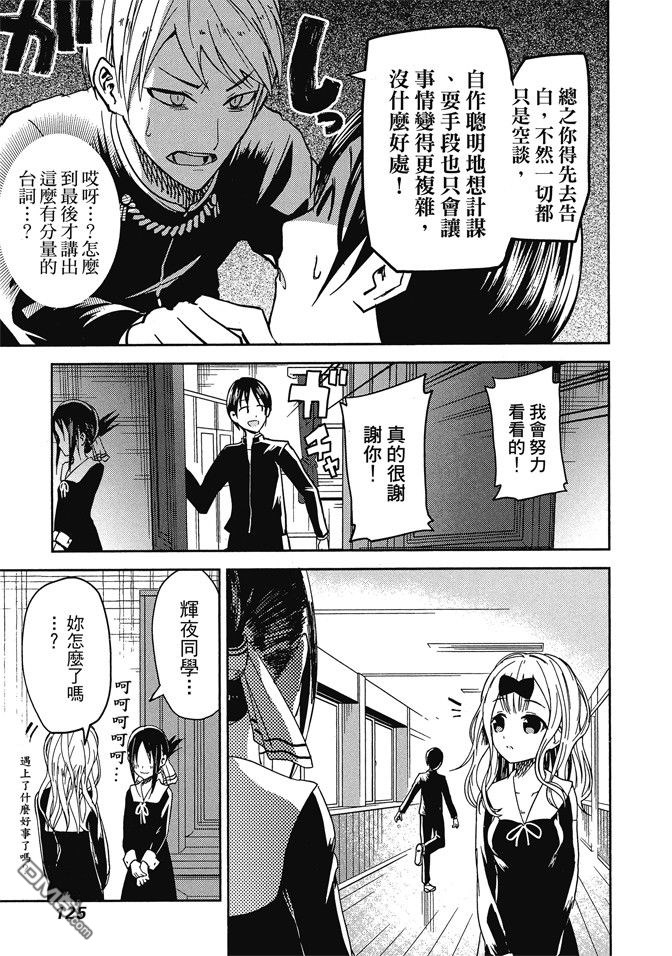 總之你得先去告
白，不然一切都
只是空談，
自作聰明地想計謀
、耍手段也只會讓
事情變得更複雜，
沒什麼好處！
哎呀…？怎麼
到最後才講出
這麼有分量的
台詞…？
ガ
ガッ
我會努力
看看的！
真的很謝
謝你！
ガチャ
輝夜同學…
妳怎麼了嗎
…？
呵呵呵呵呵…
遇上了什麼好事了嗎
125